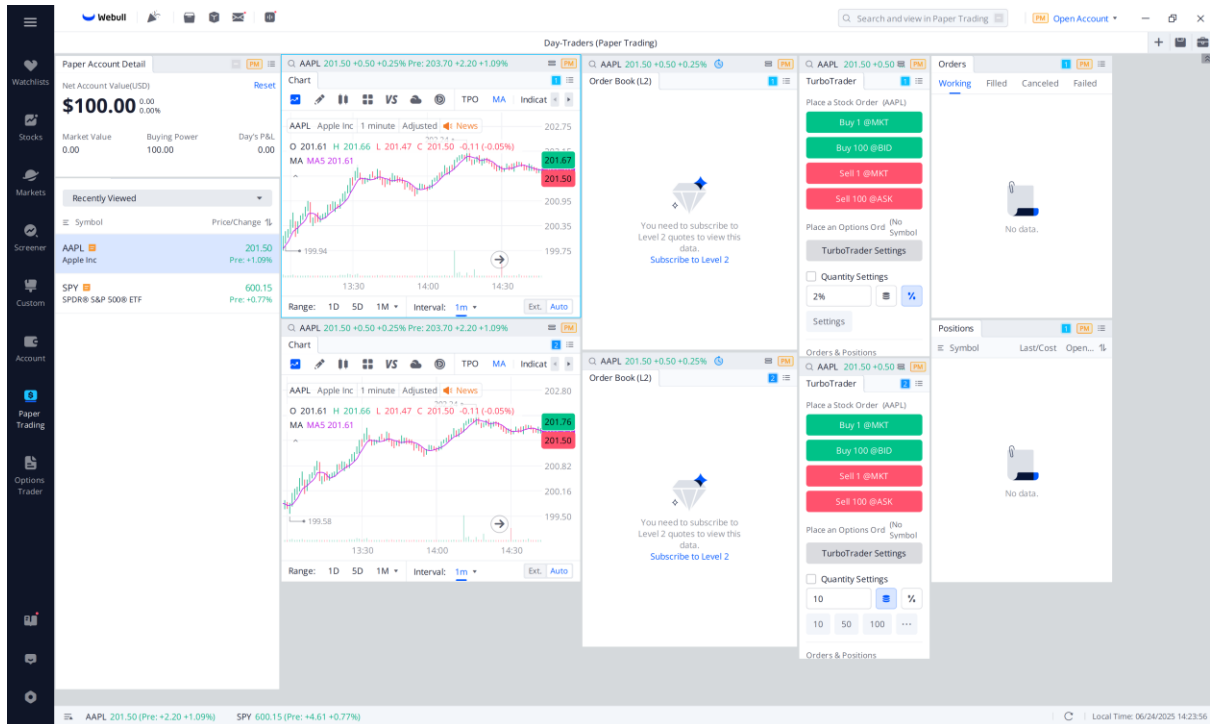 Webull
Search and view in Paper Trading
PM Open Account
Day-Traders (Paper Trading)
Watchlists
Stocks
Markets
Screener
Custom
Account
Paper
Trading
Options
Trader
Paper Account Detail PM
Net Account Value(USD) Reset
$100.00 0.00
0.00%
Market Value Buying Power Day's P&L
0.00 100.00 0.00
Recently Viewed
Symbol Price/Change
AAPL 201.50
Apple Inc Pre: +1.09%
SPY 600.15
SPDR® S&P 500® ETF Pre: +0.77%
AAPL 201.50 +0.50 +0.25% Pre: 203.70 +2.20 +1.09% PM
Chart 1
VS TPO MA Indicat
AAPL Apple Inc 1 minute Adjusted News 202.75
O 201.61 H 201.66 L 201.47 C 201.50 -0.11 (-0.05%)
MA MA5 201.61 201.67
201.50
200.95
200.35
199.94 199.75
13:30 14:00 14:30
Range: 1D 5D 1M Interval: 1m Ext. Auto
AAPL 201.50 +0.50 +0.25% Pre: 203.70 +2.20 +1.09% PM
Chart 2
VS TPO MA Indicat
AAPL Apple Inc 1 minute Adjusted News 202.80
O 201.61 H 201.66 L 201.47 C 201.50 -0.11 (-0.05%)
MA MA5 201.61 201.76
201.50
200.82
200.16
199.58 199.50
13:30 14:00 14:30
Range: 1D 5D 1M Interval: 1m Ext. Auto
AAPL 201.50 +0.50 +0.25% PM
Order Book (L2) 1
You need to subscribe to
Level 2 quotes to view this
data.
Subscribe to Level 2
AAPL 201.50 +0.50 +0.25% PM
Order Book (L2) 2
You need to subscribe to
Level 2 quotes to view this
data.
Subscribe to Level 2
AAPL 201.50 +0.50 PM
TurboTrader 1
Place a Stock Order (AAPL)
Buy 1 @MKT
Buy 100 @BID
Sell 1 @MKT
Sell 100 @ASK
Place an Options Ord (No
Symbol
TurboTrader Settings
Quantity Settings
2%
Settings
Orders & Positions
AAPL 201.50 +0.50 PM
TurboTrader 2
Place a Stock Order (AAPL)
Buy 1 @MKT
Buy 100 @BID
Sell 1 @MKT
Sell 100 @ASK
Place an Options Ord (No
Symbol
TurboTrader Settings
Quantity Settings
10 %
10 50 100 ...
Orders & Positions
Orders 1 PM
Working Filled Canceled Failed
No data.
Positions 1 PM
Symbol Last/Cost Open...
No data.
AAPL 201.50 (Pre: +2.20 +1.09%) SPY 600.15 (Pre: +4.61 +0.77%) Local Time: 06/24/2025 14:23:56